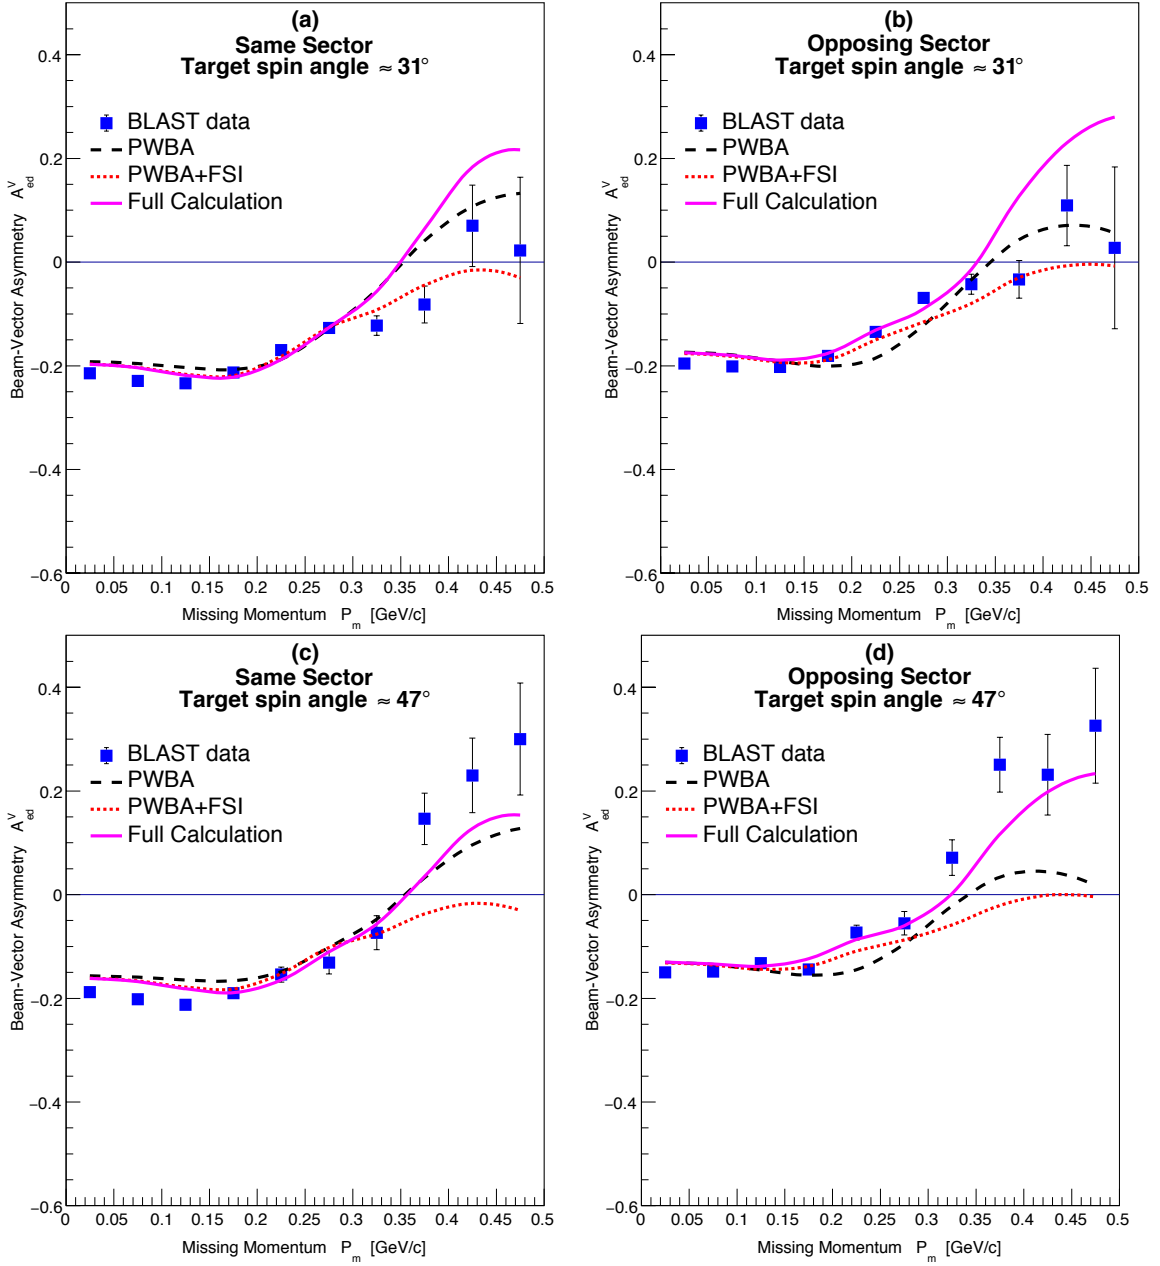 (a)
Same Sector
Target spin angle ≈ 31°
BLAST data
PWBA
PWBA+FSI
Full Calculation
Beam-Vector Asymmetry A^V_ed
0.4
0.2
0
−0.2
−0.4
−0.6
0 0.05 0.1 0.15 0.2 0.25 0.3 0.35 0.4 0.45 0.5
Missing Momentum P_m [GeV/c]
(b)
Opposing Sector
Target spin angle ≈ 31°
BLAST data
PWBA
PWBA+FSI
Full Calculation
Beam-Vector Asymmetry A^V_ed
0.4
0.2
0
−0.2
−0.4
−0.6
0 0.05 0.1 0.15 0.2 0.25 0.3 0.35 0.4 0.45 0.5
Missing Momentum P_m [GeV/c]
(c)
Same Sector
Target spin angle ≈ 47°
BLAST data
PWBA
PWBA+FSI
Full Calculation
Beam-Vector Asymmetry A^V_ed
0.4
0.2
0
−0.2
−0.4
−0.6
0 0.05 0.1 0.15 0.2 0.25 0.3 0.35 0.4 0.45 0.5
Missing Momentum P_m [GeV/c]
(d)
Opposing Sector
Target spin angle ≈ 47°
BLAST data
PWBA
PWBA+FSI
Full Calculation
Beam-Vector Asymmetry A^V_ed
0.4
0.2
0
−0.2
−0.4
−0.6
0 0.05 0.1 0.15 0.2 0.25 0.3 0.35 0.4 0.45 0.5
Missing Momentum P_m [GeV/c]